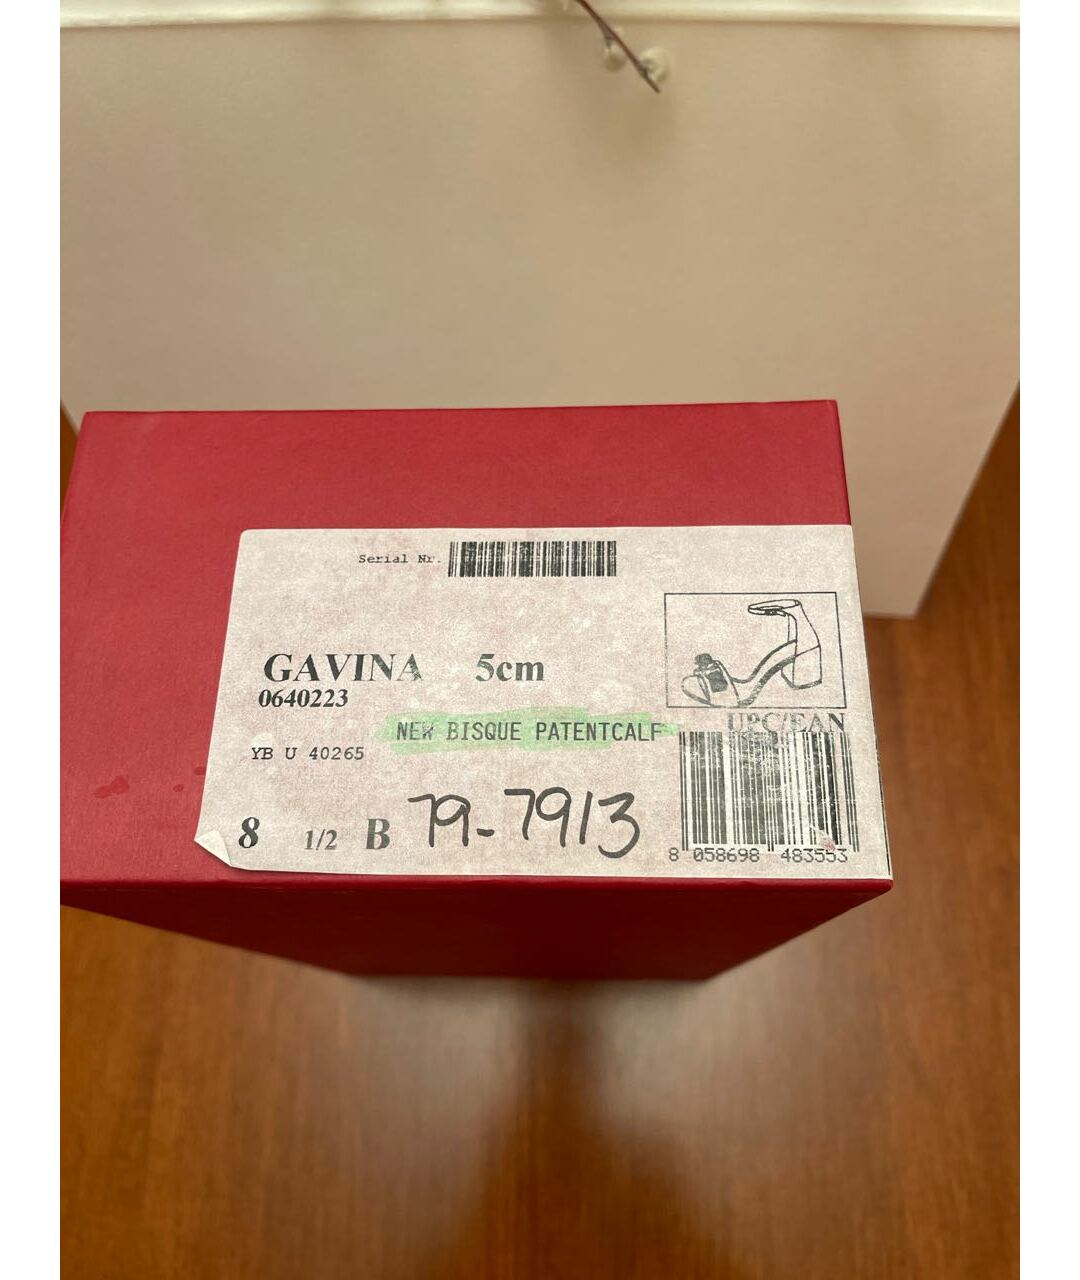 Serial Nr.
GAVINA 5cm
0640223
NEW BISQUE PATENTCALF
UPC/EAN
YB U 40265
8 1/2 B 79-7913
8 058698 483553